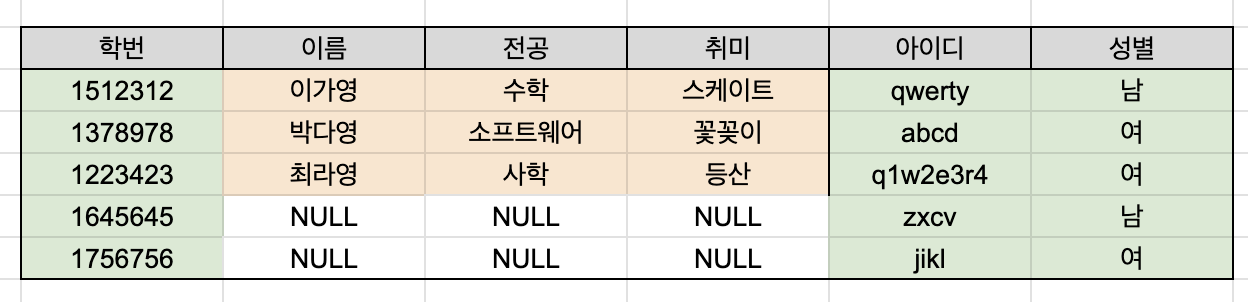 학번 이름 전공 취미 아이디 성별
1512312 이가영 수학 스케이트 qwerty 남
1378978 박다영 소프트웨어 꽃꽂이 abcd 여
1223423 최라영 사학 등산 q1w2e3r4 여
1645645 NULL NULL NULL zxcv 남
1756756 NULL NULL NULL jikl 여